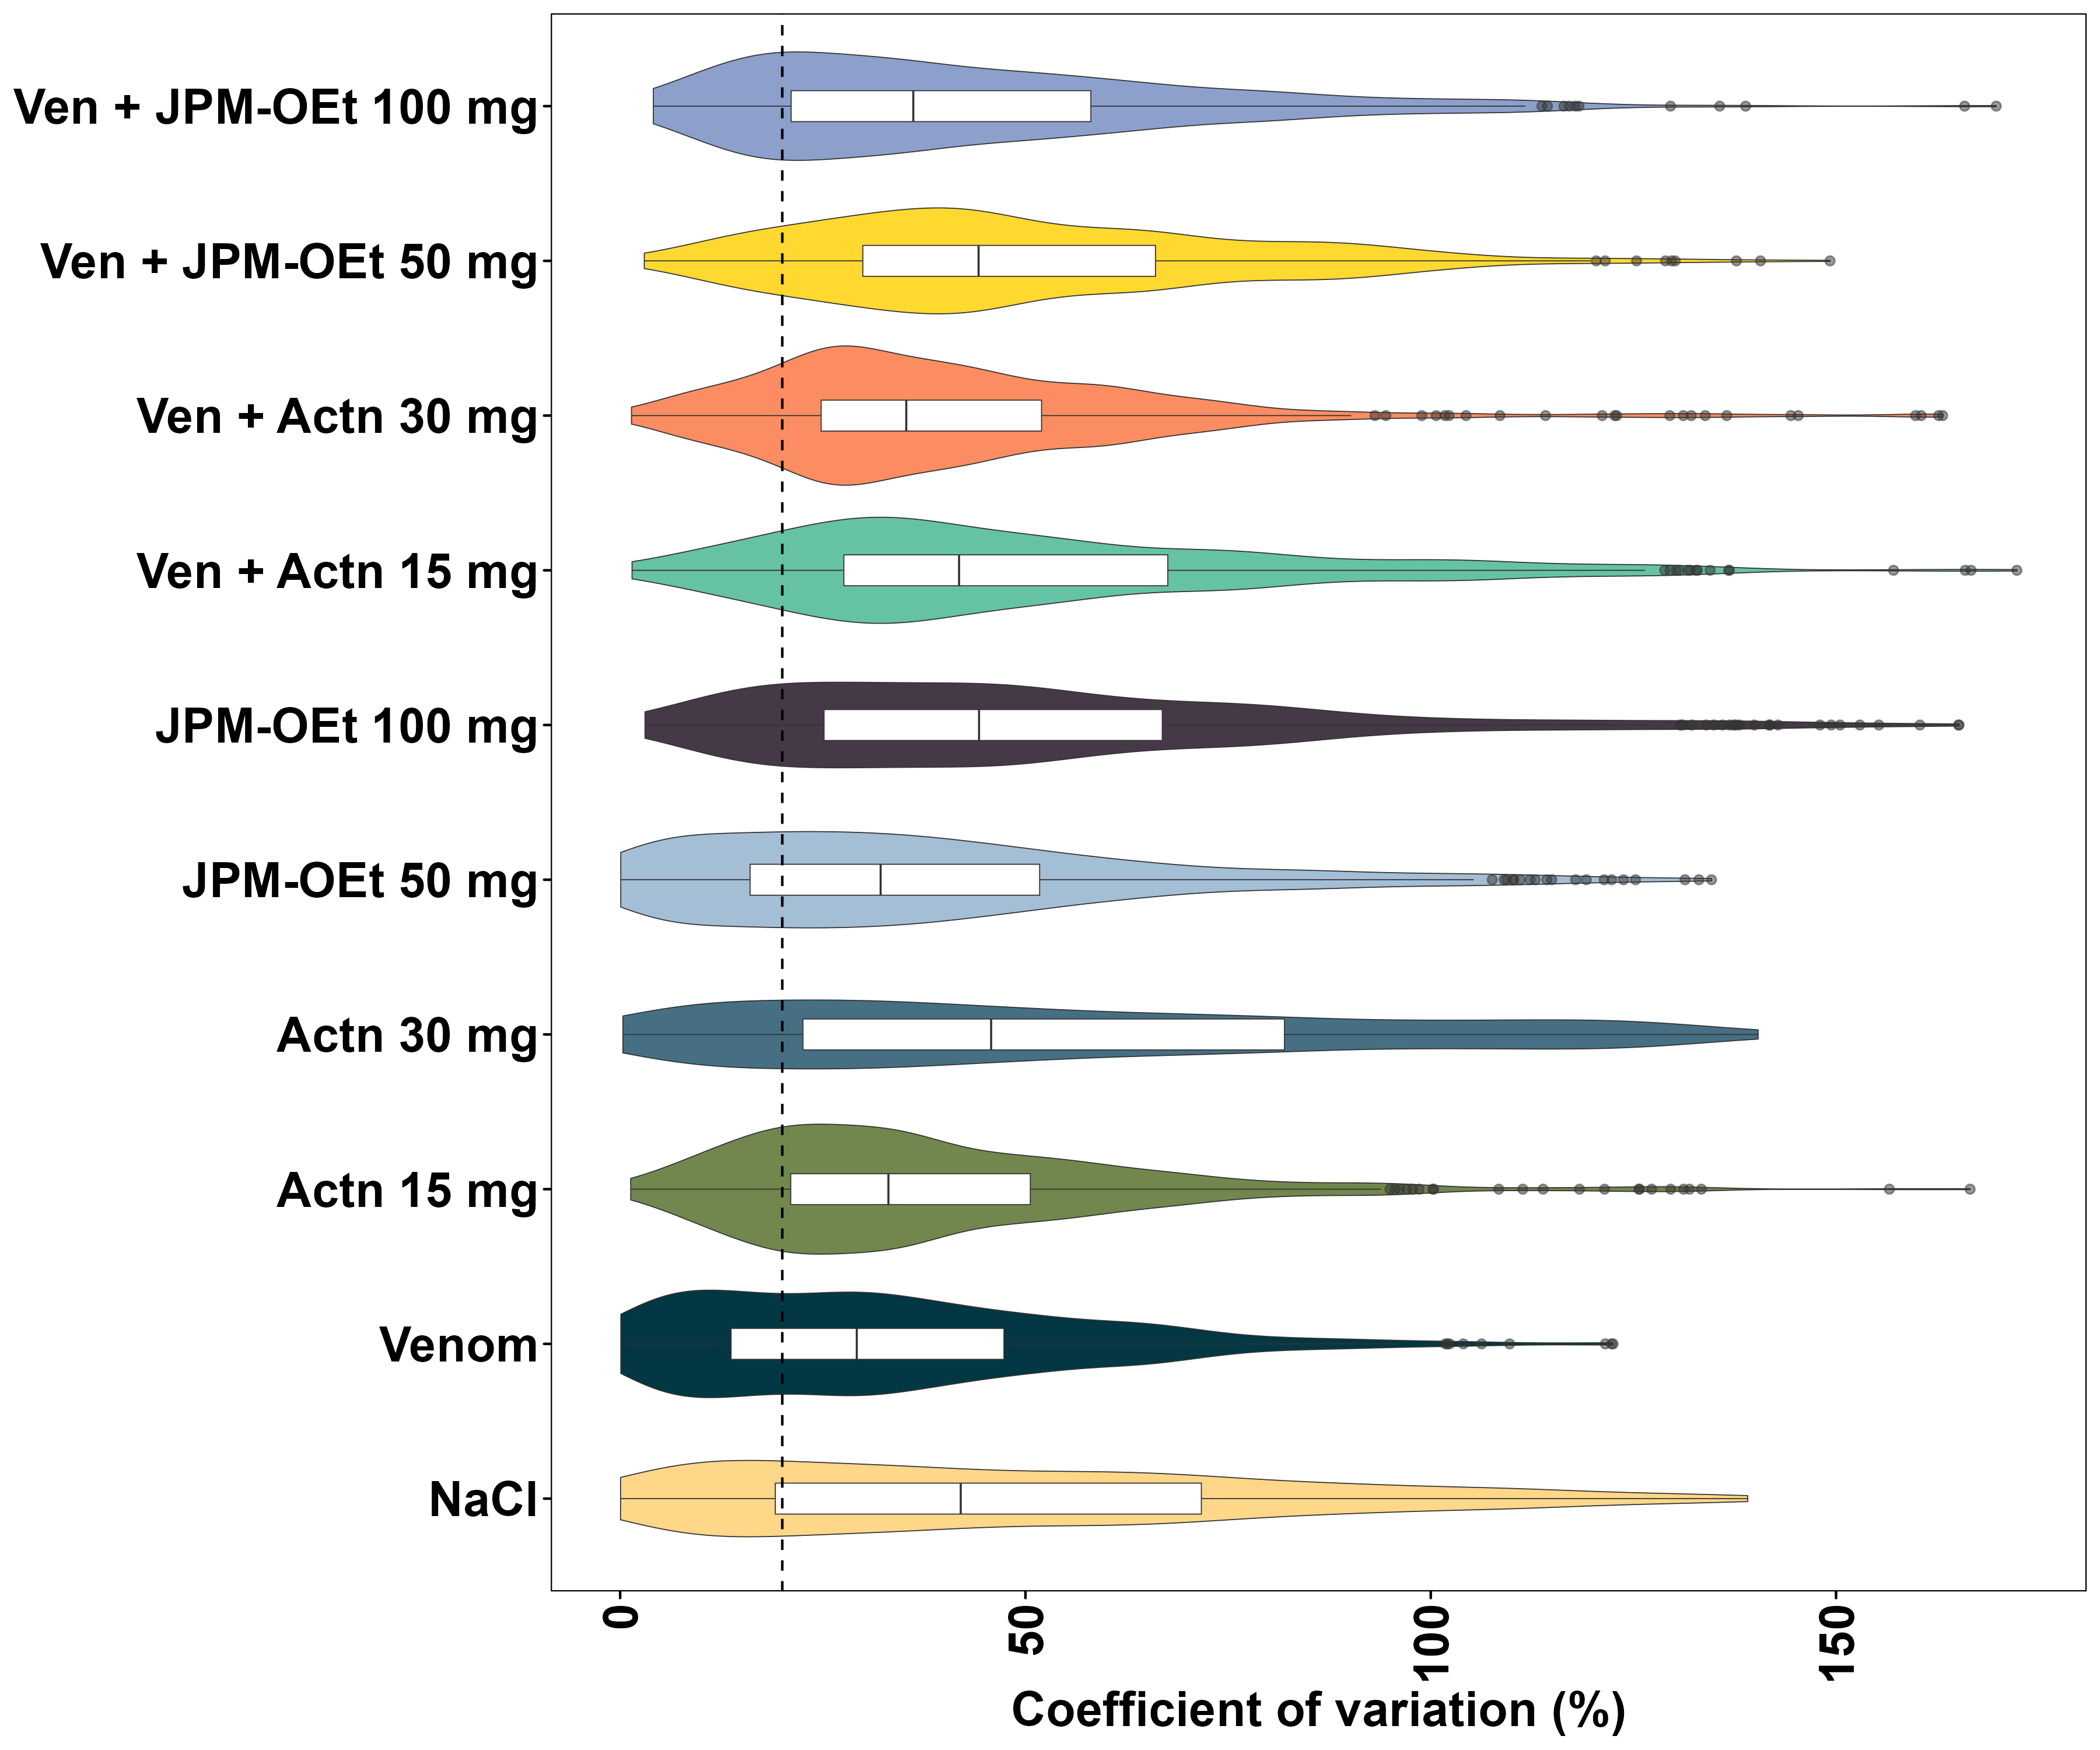 Ven + JPM-OEt 100 mg
Ven + JPM-OEt 50 mg
Ven + Actn 30 mg
Ven + Actn 15 mg
JPM-OEt 100 mg
JPM-OEt 50 mg
Actn 30 mg
Actn 15 mg
Venom
NaCl
0
50
100
150
Coefficient of variation (%)